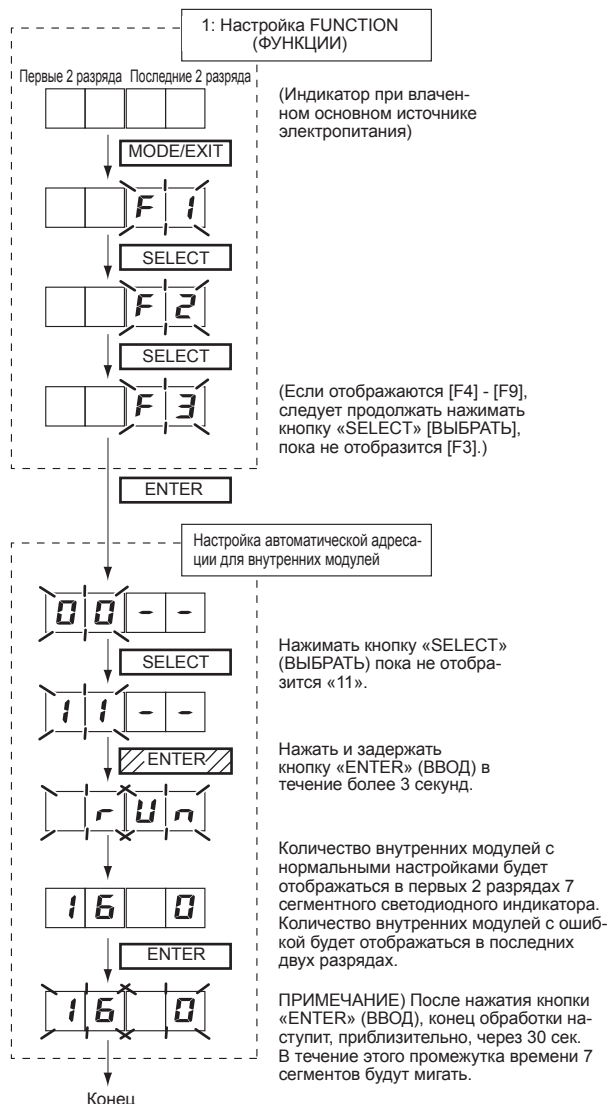 1: Настройка FUNCTION
(ФУНКЦИИ)
Первые 2 разряда Последние 2 разряда
(Индикатор при влачен-
ном основном источнике
электропитания)
MODE/EXIT
F 1
SELECT
F 2
SELECT
F 3
(Если отображаются [F4] - [F9],
следует продолжать нажимать
кнопку «SELECT» [ВЫБРАТЬ],
пока не отобразится [F3].)
ENTER
Настройка автоматической адреса-
ции для внутренних модулей
0 0 - -
SELECT
Нажимать кнопку «SELECT»
(ВЫБРАТЬ) пока не отобра-
зится «11».
1 1 - -
ENTER
Нажать и задержать
кнопку «ENTER» (ВВОД) в
течение более 3 секунд.
r U n
Количество внутренних модулей с
нормальными настройками будет
отображаться в первых 2 разрядах 7
сегментного светодиодного индикатора.
Количество внутренних модулей с ошиб-
кой будет отображаться в последних
двух разрядах.
1 6 0
ENTER
1 6 0
ПРИМЕЧАНИЕ) После нажатия кнопки
«ENTER» (ВВОД), конец обработки на-
ступит, приблизительно, через 30 сек.
В течение этого промежутка времени 7
сегментов будут мигать.
Конец